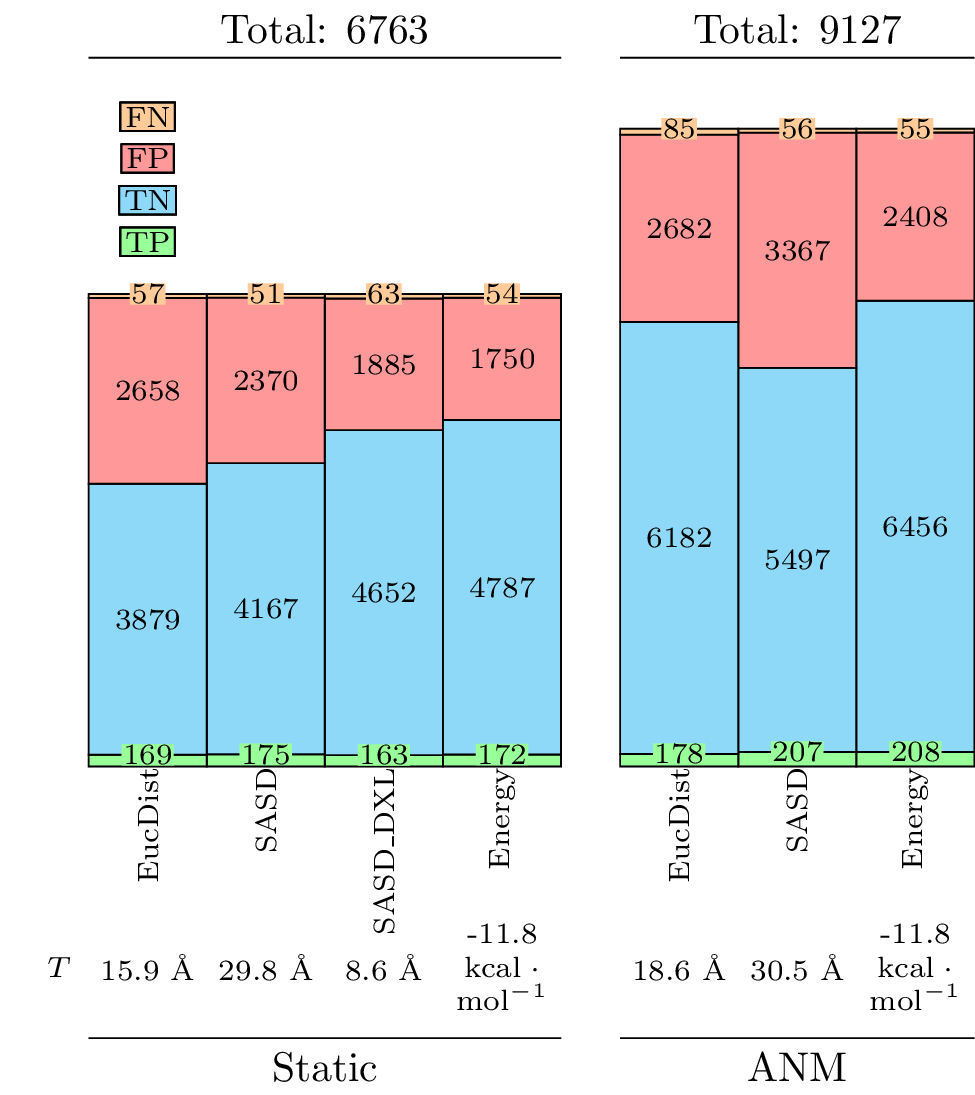 Total: 6763
Total: 9127
FN
FP
TN
TP
57 51 63 54
2658 2370 1885 1750
3879 4167 4652 4787
169 175 163 172
EucDist SASD SASD_DXL Energy
85 56 55
2682 3367 2408
6182 5497 6456
178 207 208
EucDist SASD Energy
T 15.9 Å 29.8 Å 8.6 Å
-11.8
kcal ·
mol⁻¹
18.6 Å 30.5 Å
-11.8
kcal ·
mol⁻¹
Static
ANM